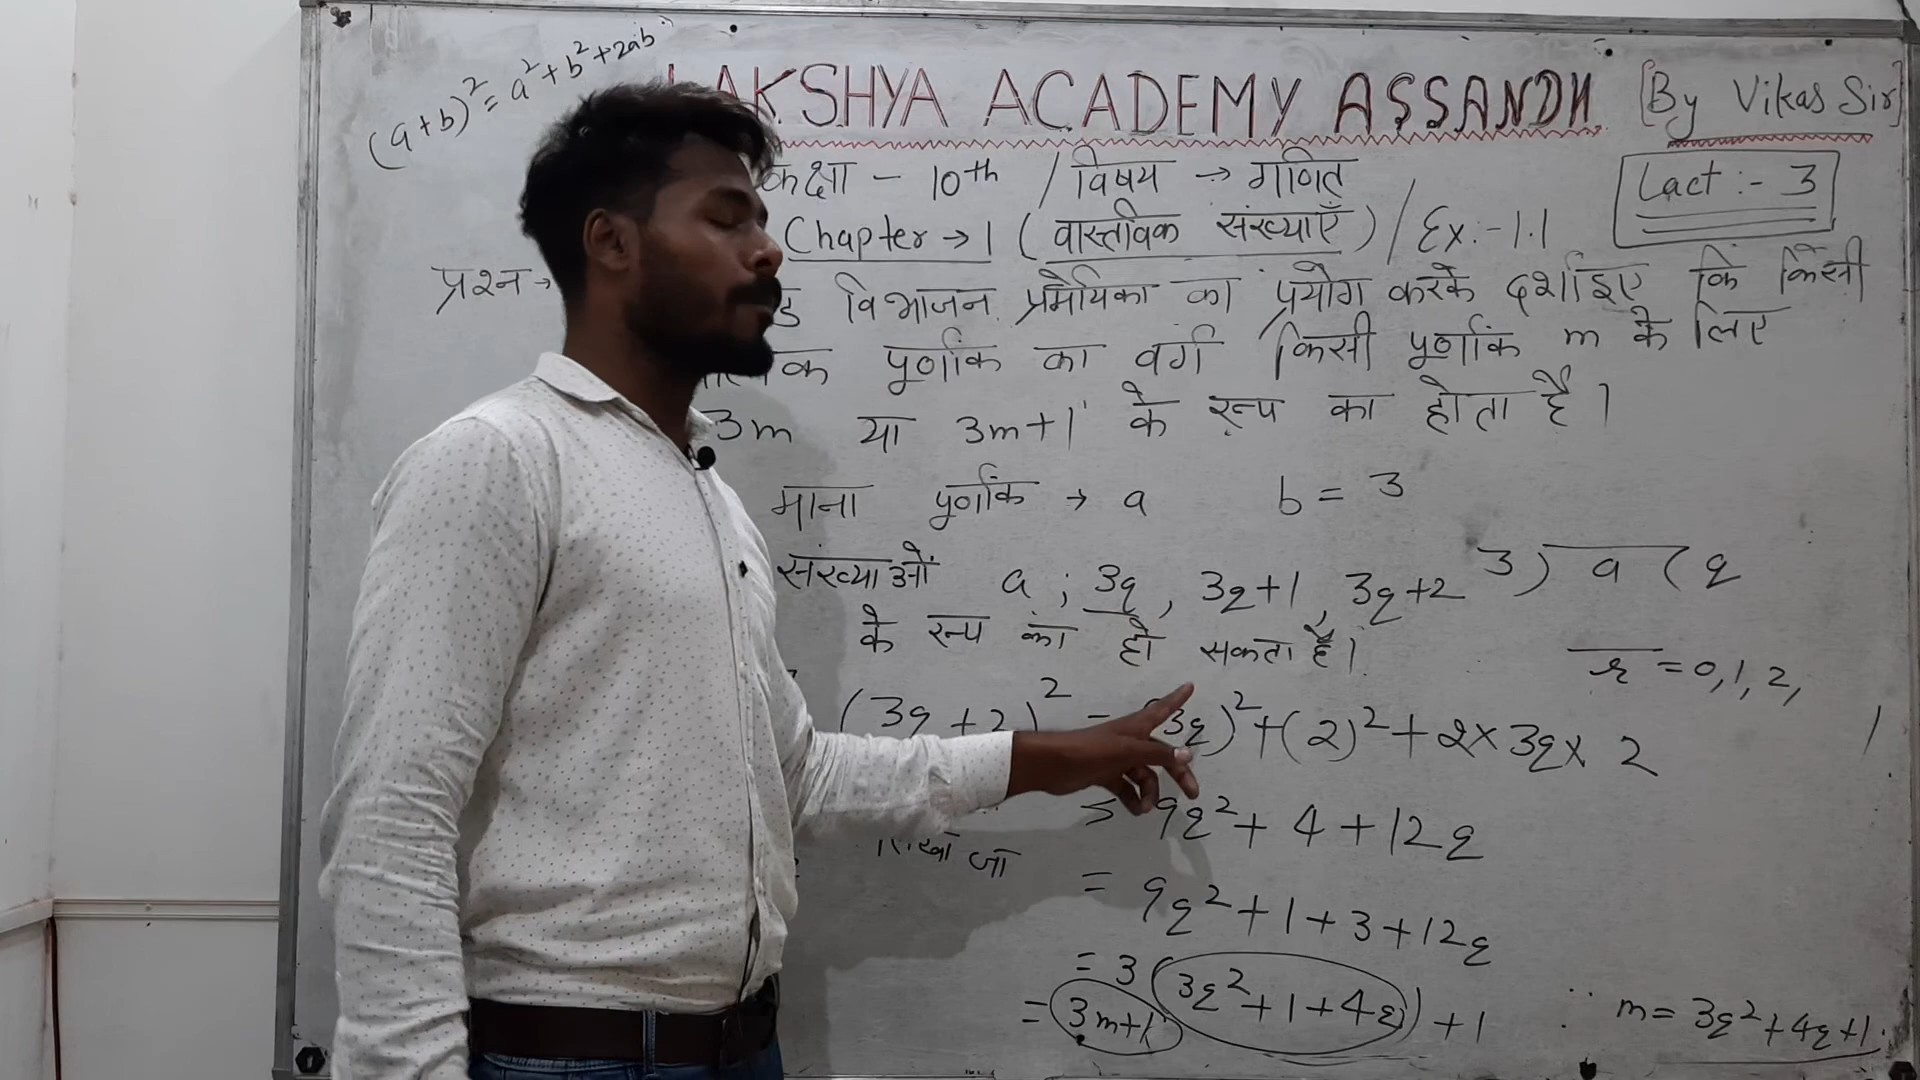 (a+b)² = a² + b² + 2ab
LAKSHYA ACADEMY ASSANDH [By Vikas Sir]
कक्षा - 10th / विषय → गणित
Lact :- 3
Chapter → 1 (वास्तविक संख्याएँ) / Ex:- 1.1
प्रश्न → विभाजन प्रमेयिका का प्रयोग करके दर्शाइए कि किसी
पूर्णांक का वर्ग किसी पूर्णांक m के लिए
3m या 3m+1 के रूप का होता है।
माना पूर्णांक → a b = 3
संख्याओं a ; 3q, 3q+1, 3q+2
3) a (q
के रूप का हो सकता है।
r = 0, 1, 2,
(3q+2)² = (3q)² + (2)² + 2×3q× 2
= 9q² + 4 + 12q
लिखा जा
= 9q² + 1 + 3 + 12q
= 3(3q² + 1 + 4q) + 1
= 3m+1 ∵ m = 3q² + 4q + 1.